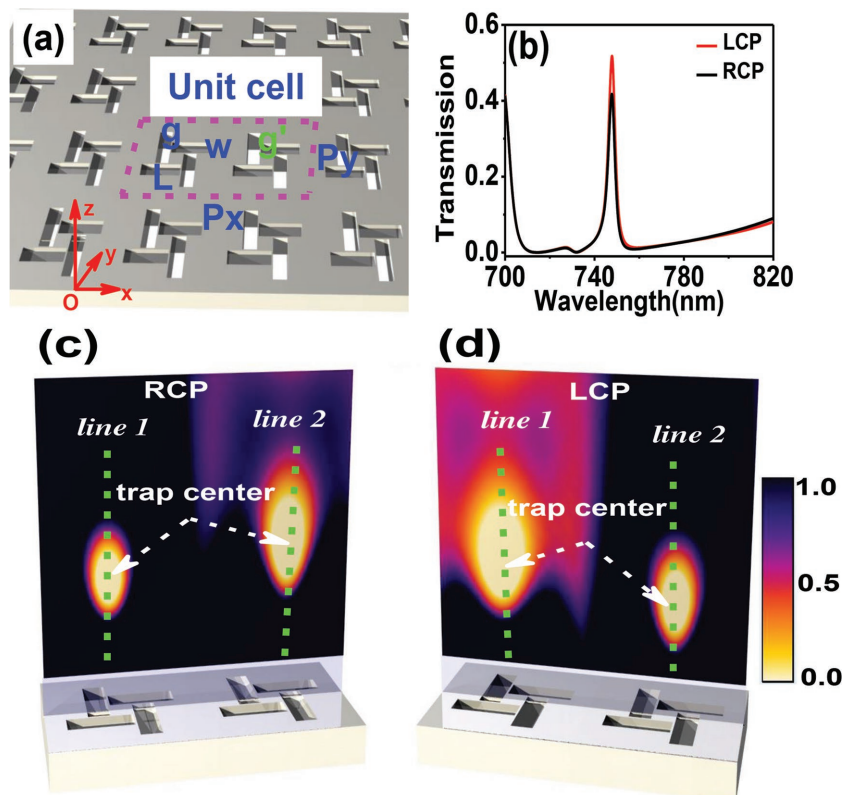 (a)
Unit cell
g
w
g'
L
Py
Px
z
y
O
x
(b)
LCP
RCP
0.6
0.4
0.2
0.0
Transmission
700
740
780
820
Wavelength(nm)
(c)
RCP
line 1
line 2
trap center
(d)
LCP
line 1
line 2
trap center
1.0
0.5
0.0